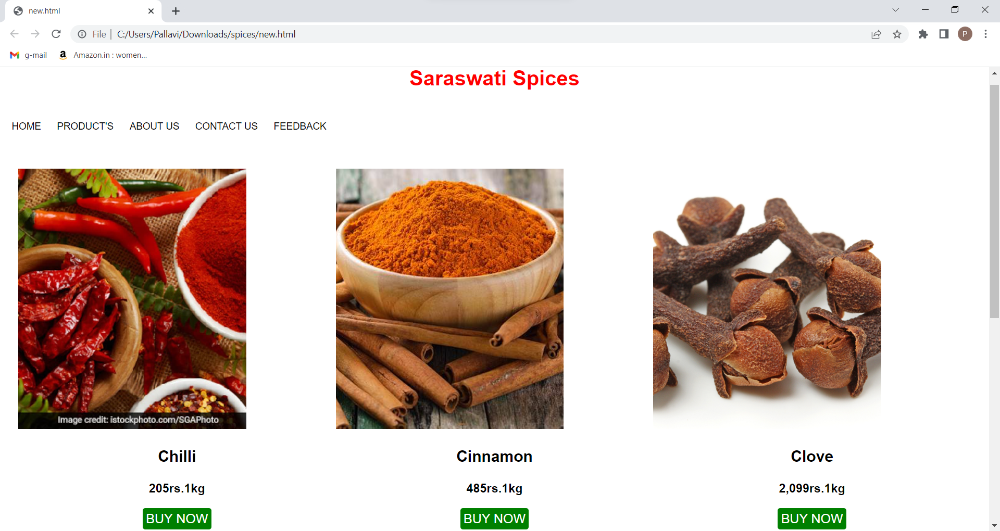 new.html
File | C:/Users/Pallavi/Downloads/spices/new.html
P
g-mail
a Amazon.in : women...
Saraswati Spices
HOME PRODUCT'S ABOUT US CONTACT US FEEDBACK
Image credit: istockphoto.com/SGAPhoto
Chilli Cinnamon Clove
205rs.1kg 485rs.1kg 2,099rs.1kg
BUY NOW BUY NOW BUY NOW